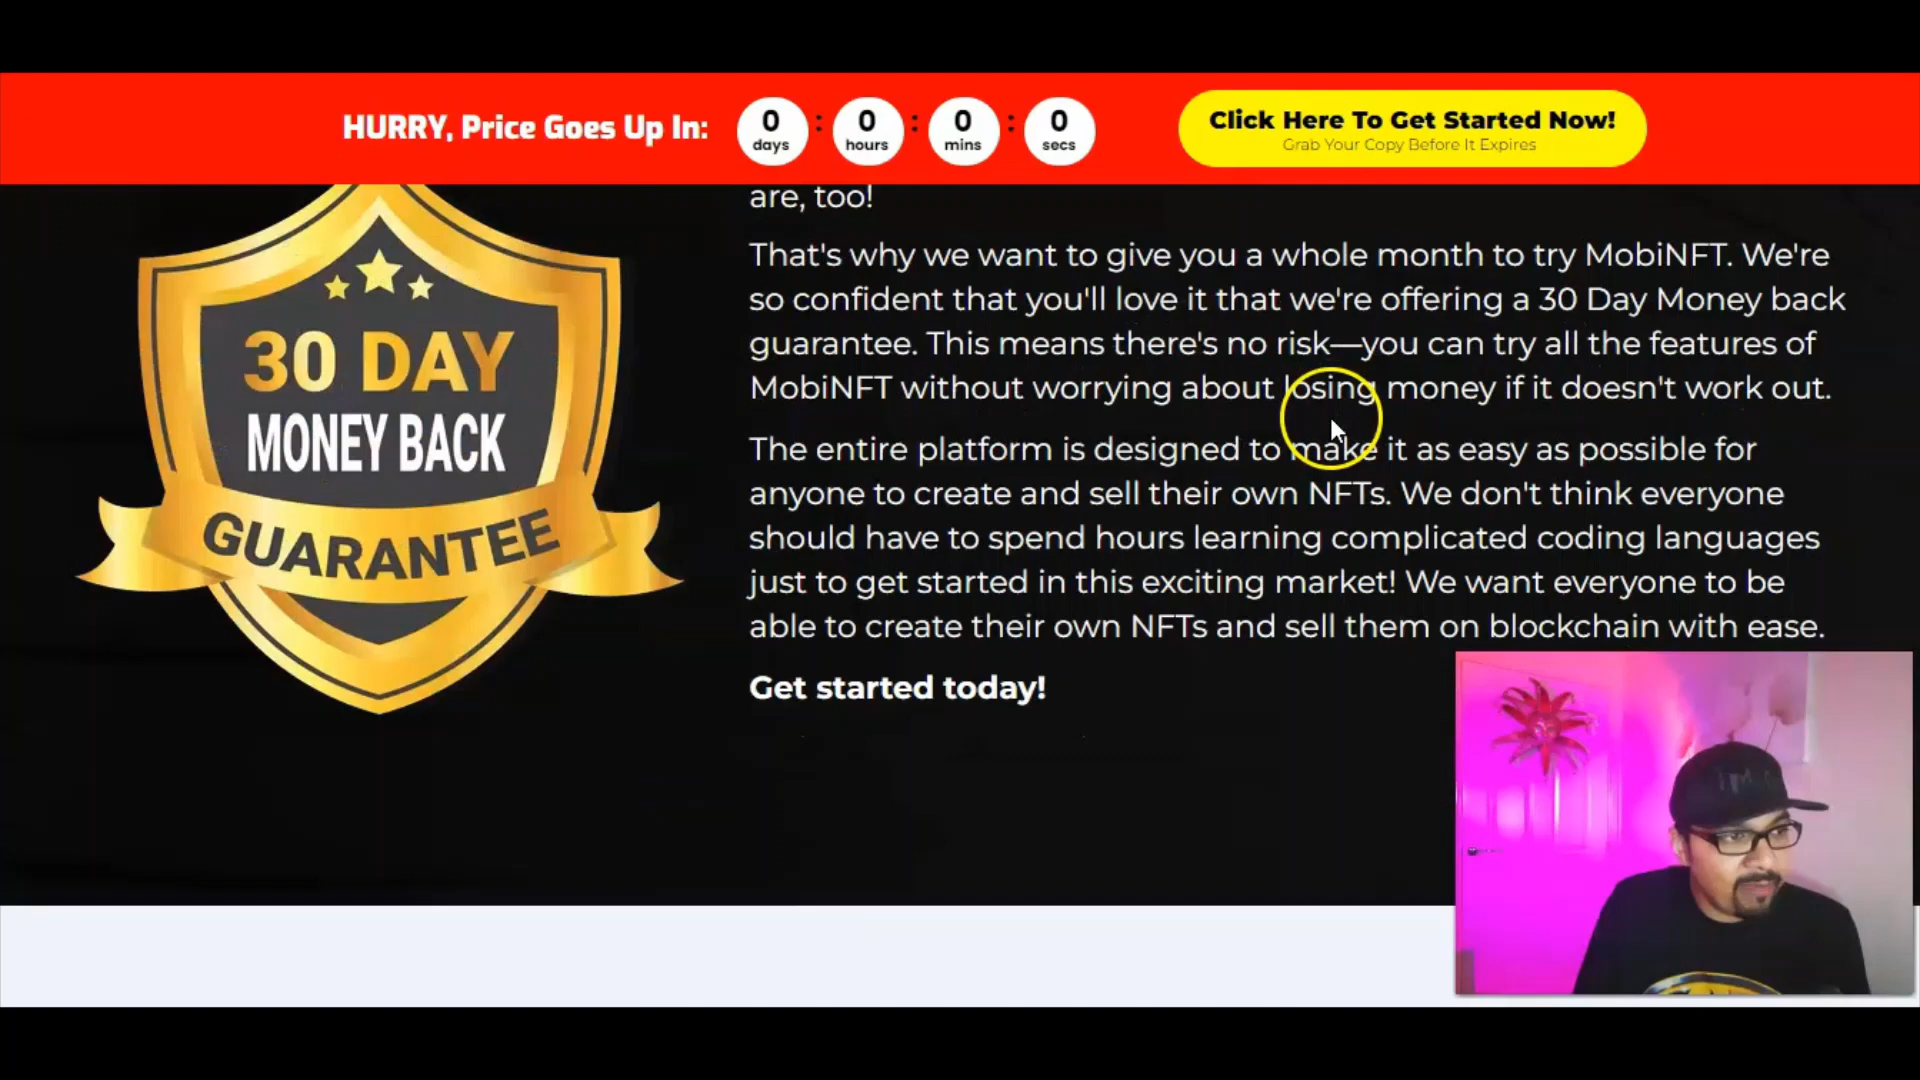 HURRY, Price Goes Up In:
0 : 0 : 0 : 0
days hours mins secs
Click Here To Get Started Now!
Grab Your Copy Before It Expires
are, too!
That's why we want to give you a whole month to try MobiNFT. We're
so confident that you'll love it that we're offering a 30 Day Money back
guarantee. This means there's no risk—you can try all the features of
MobiNFT without worrying about losing money if it doesn't work out.
The entire platform is designed to make it as easy as possible for
anyone to create and sell their own NFTs. We don't think everyone
should have to spend hours learning complicated coding languages
just to get started in this exciting market! We want everyone to be
able to create their own NFTs and sell them on blockchain with ease.
Get started today!
30 DAY
MONEY BACK
GUARANTEE